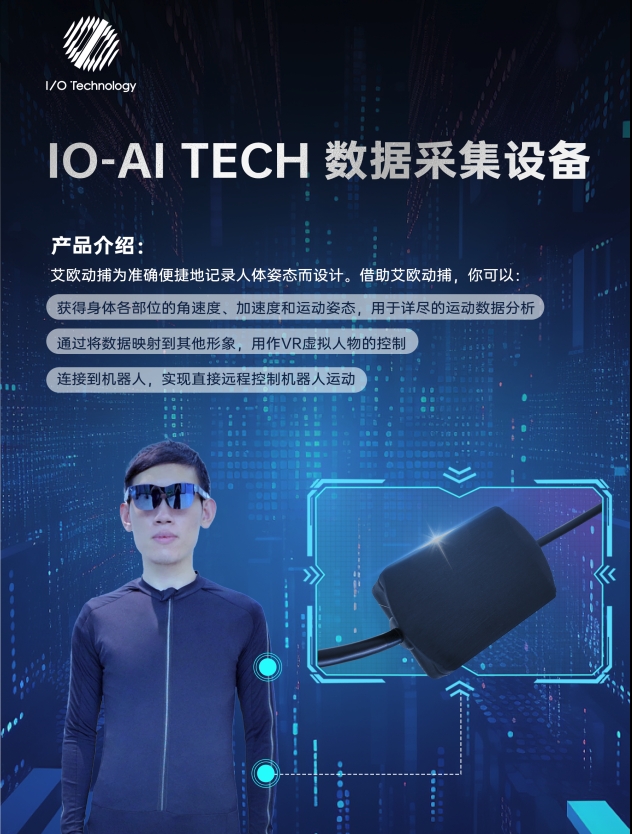 I/O Technology
IO-AI TECH 数据采集设备
产品介绍：
艾欧动捕为准确便捷地记录人体姿态而设计。借助艾欧动捕，你可以：
获得身体各部位的角速度、加速度和运动姿态，用于详尽的运动数据分析
通过将数据映射到其他形象，用作VR虚拟人物的控制
连接到机器人，实现直接远程控制机器人运动